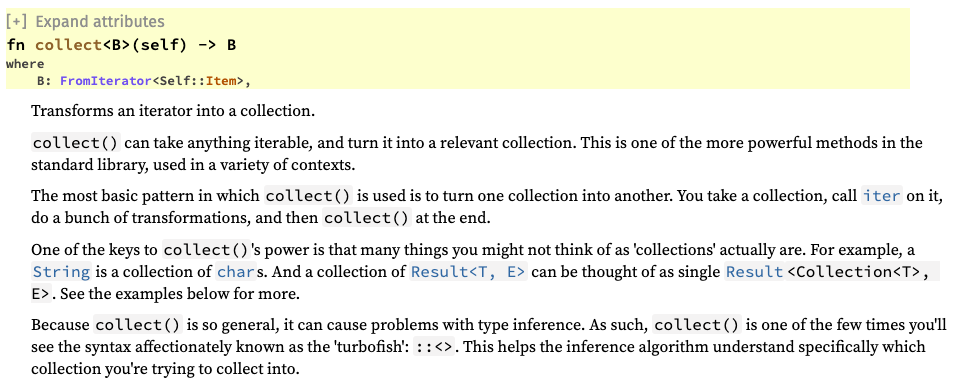 [+] Expand attributes
fn collect<B>(self) -> B
where
    B: FromIterator<Self::Item>,
Transforms an iterator into a collection.
collect() can take anything iterable, and turn it into a relevant collection. This is one of the more powerful methods in the
standard library, used in a variety of contexts.
The most basic pattern in which collect() is used is to turn one collection into another. You take a collection, call iter on it,
do a bunch of transformations, and then collect() at the end.
One of the keys to collect()'s power is that many things you might not think of as 'collections' actually are. For example, a
String is a collection of chars. And a collection of Result<T, E> can be thought of as single Result<Collection<T>,
E>. See the examples below for more.
Because collect() is so general, it can cause problems with type inference. As such, collect() is one of the few times you'll
see the syntax affectionately known as the 'turbofish': ::<>. This helps the inference algorithm understand specifically which
collection you're trying to collect into.